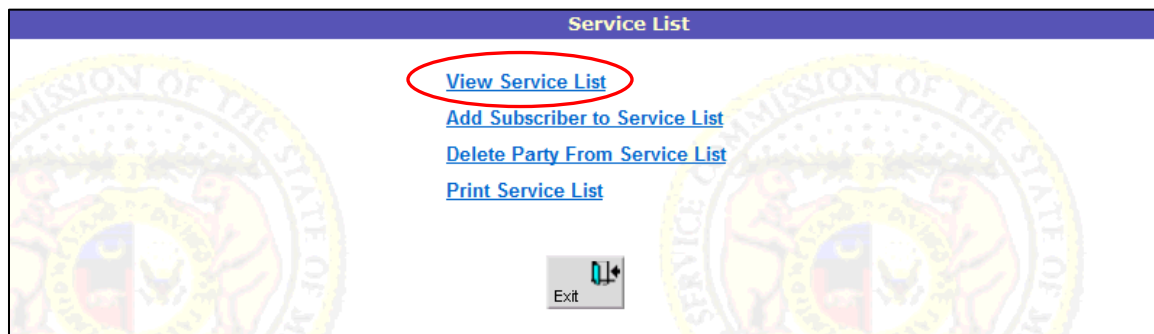 Service List
View Service List
Add Subscriber to Service List
Delete Party From Service List
Print Service List
Exit